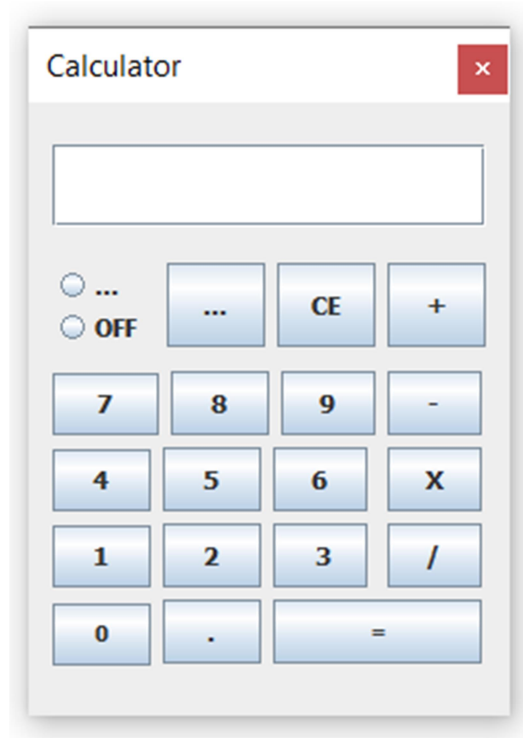 Calculator x
...
OFF
... CE +
7 8 9 -
4 5 6 X
1 2 3 /
0 . =